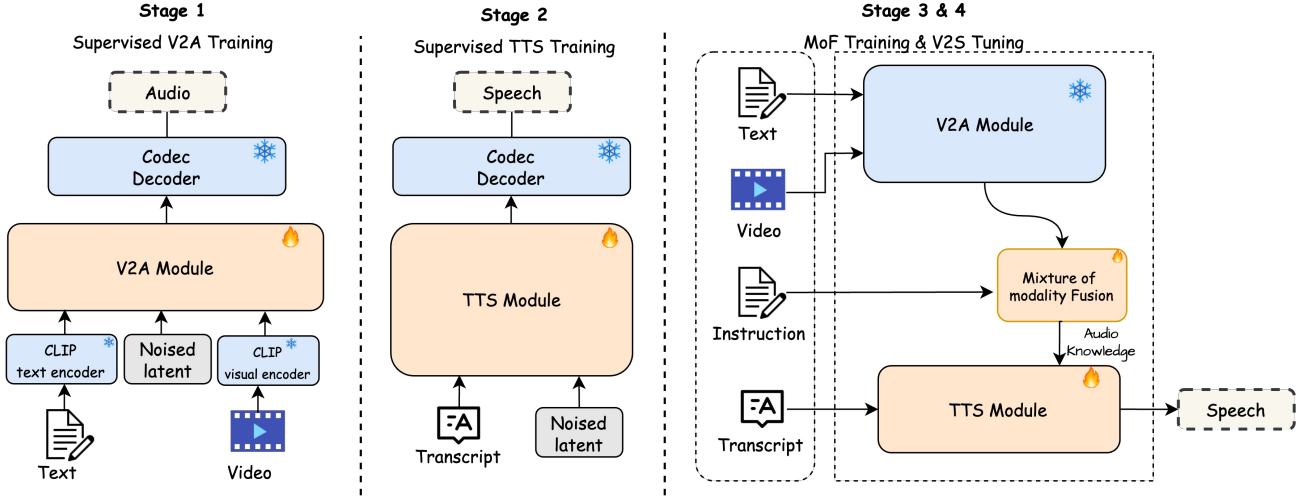 Stage 1
Supervised V2A Training
Audio
Codec
Decoder
V2A Module
CLIP
text encoder
Noised
latent
CLIP
visual encoder
Text
Video
Stage 2
Supervised TTS Training
Speech
Codec
Decoder
TTS Module
Transcript
Noised
latent
Stage 3 & 4
MoF Training & V2S Tuning
Text
V2A Module
Video
Instruction
Mixture of
modality Fusion
Audio
Knowledge
Transcript
TTS Module
Speech